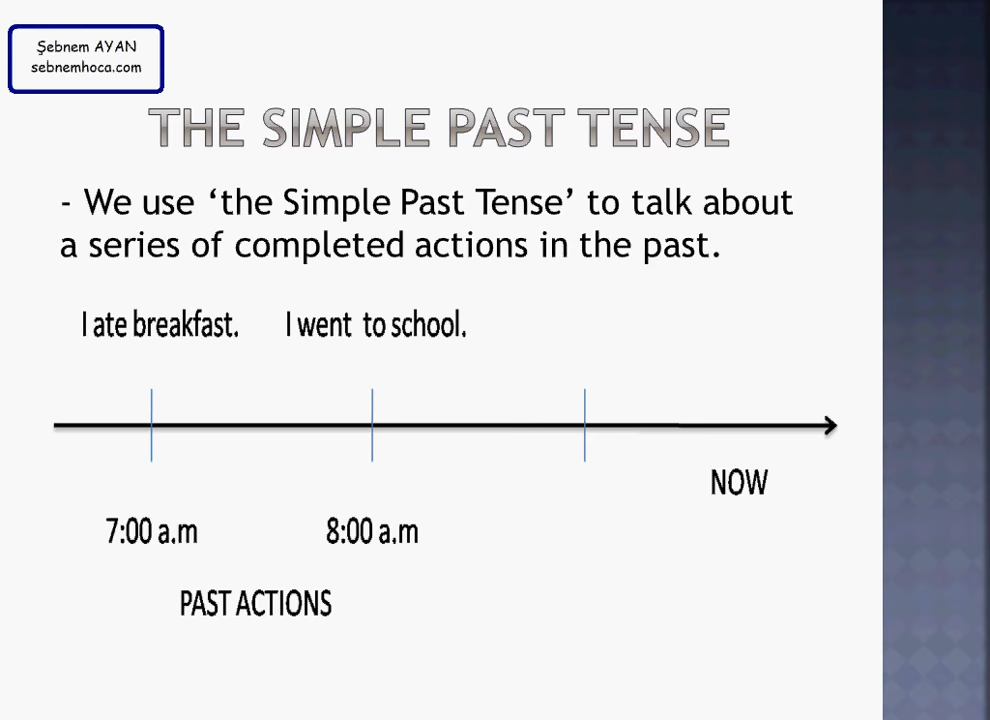 Şebnem AYAN
sebnemhoca.com
THE SIMPLE PAST TENSE
- We use ‘the Simple Past Tense’ to talk about
a series of completed actions in the past.
I ate breakfast. I went to school.
NOW
7:00 a.m 8:00 a.m
PAST ACTIONS